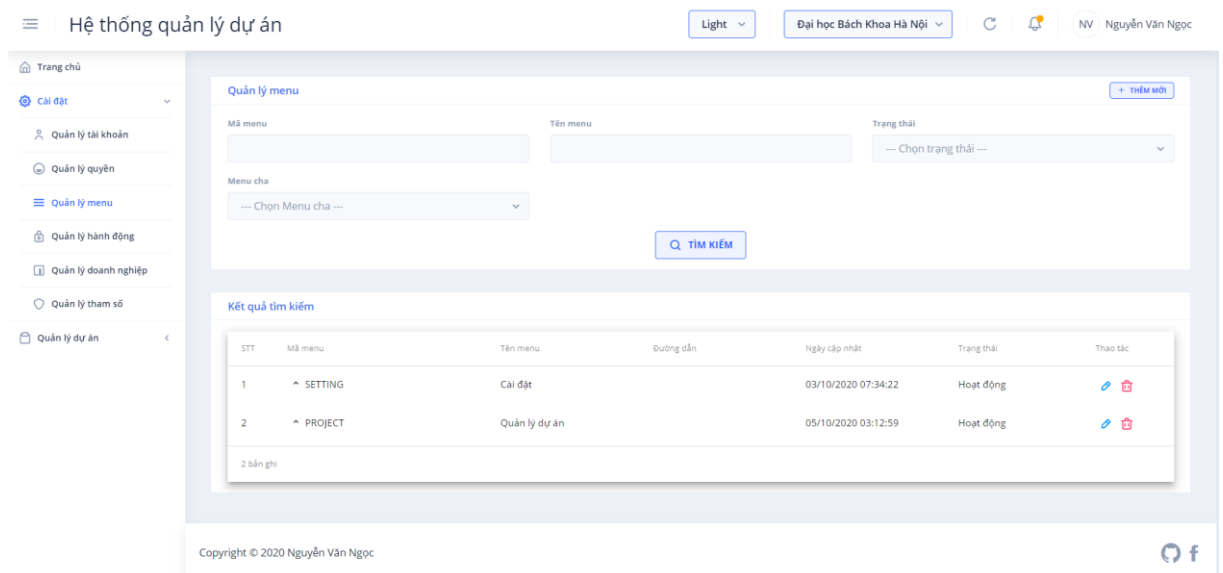 Hệ thống quản lý dự án
Light
Đại học Bách Khoa Hà Nội
NV Nguyễn Văn Ngọc
Trang chủ
Cài đặt
Quản lý tài khoản
Quản lý quyền
Quản lý menu
Quản lý hành động
Quản lý doanh nghiệp
Quản lý tham số
Quản lý dự án
Quản lý menu
+ THÊM MỚI
Mã menu
Tên menu
Trạng thái
--- Chọn trạng thái ---
Menu cha
--- Chọn Menu cha ---
TÌM KIẾM
Kết quả tìm kiếm
STT Mã menu Tên menu Đường dẫn Ngày cập nhật Trạng thái Thao tác
1 SETTING Cài đặt 03/10/2020 07:34:22 Hoạt động
2 PROJECT Quản lý dự án 05/10/2020 03:12:59 Hoạt động
2 bản ghi
Copyright © 2020 Nguyễn Văn Ngọc